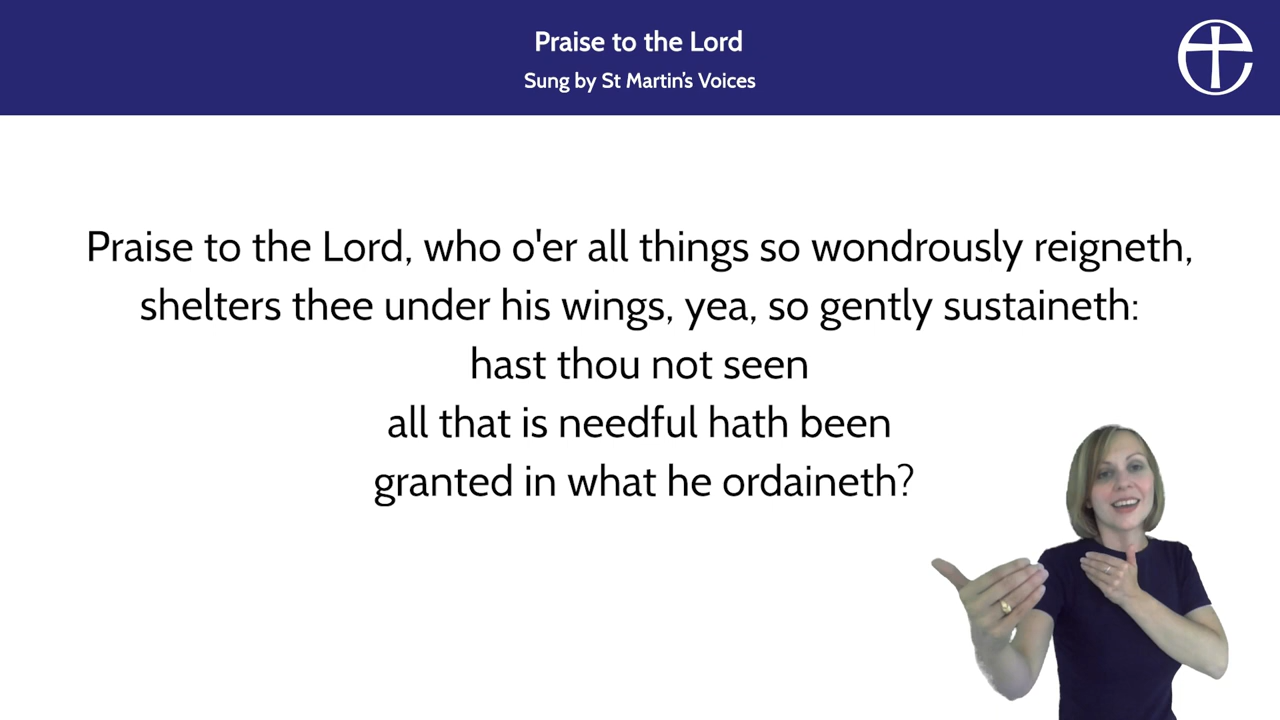 Praise to the Lord
Sung by St Martin's Voices
Praise to the Lord, who o'er all things so wondrously reigneth,
shelters thee under his wings, yea, so gently sustaineth:
hast thou not seen
all that is needful hath been
granted in what he ordaineth?